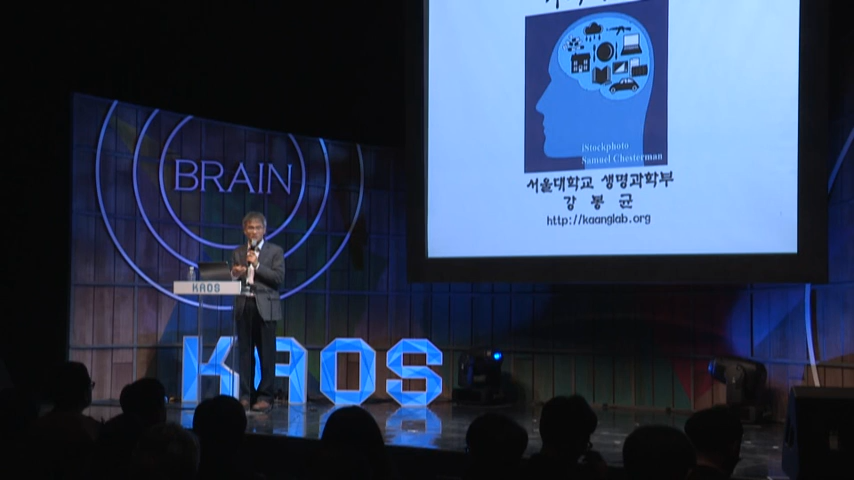 BRAIN
KAOS
KAOS
iStockphoto
Samuel Chesterman
서울대학교 생명과학부
강 봉 균
http://kaanglab.org